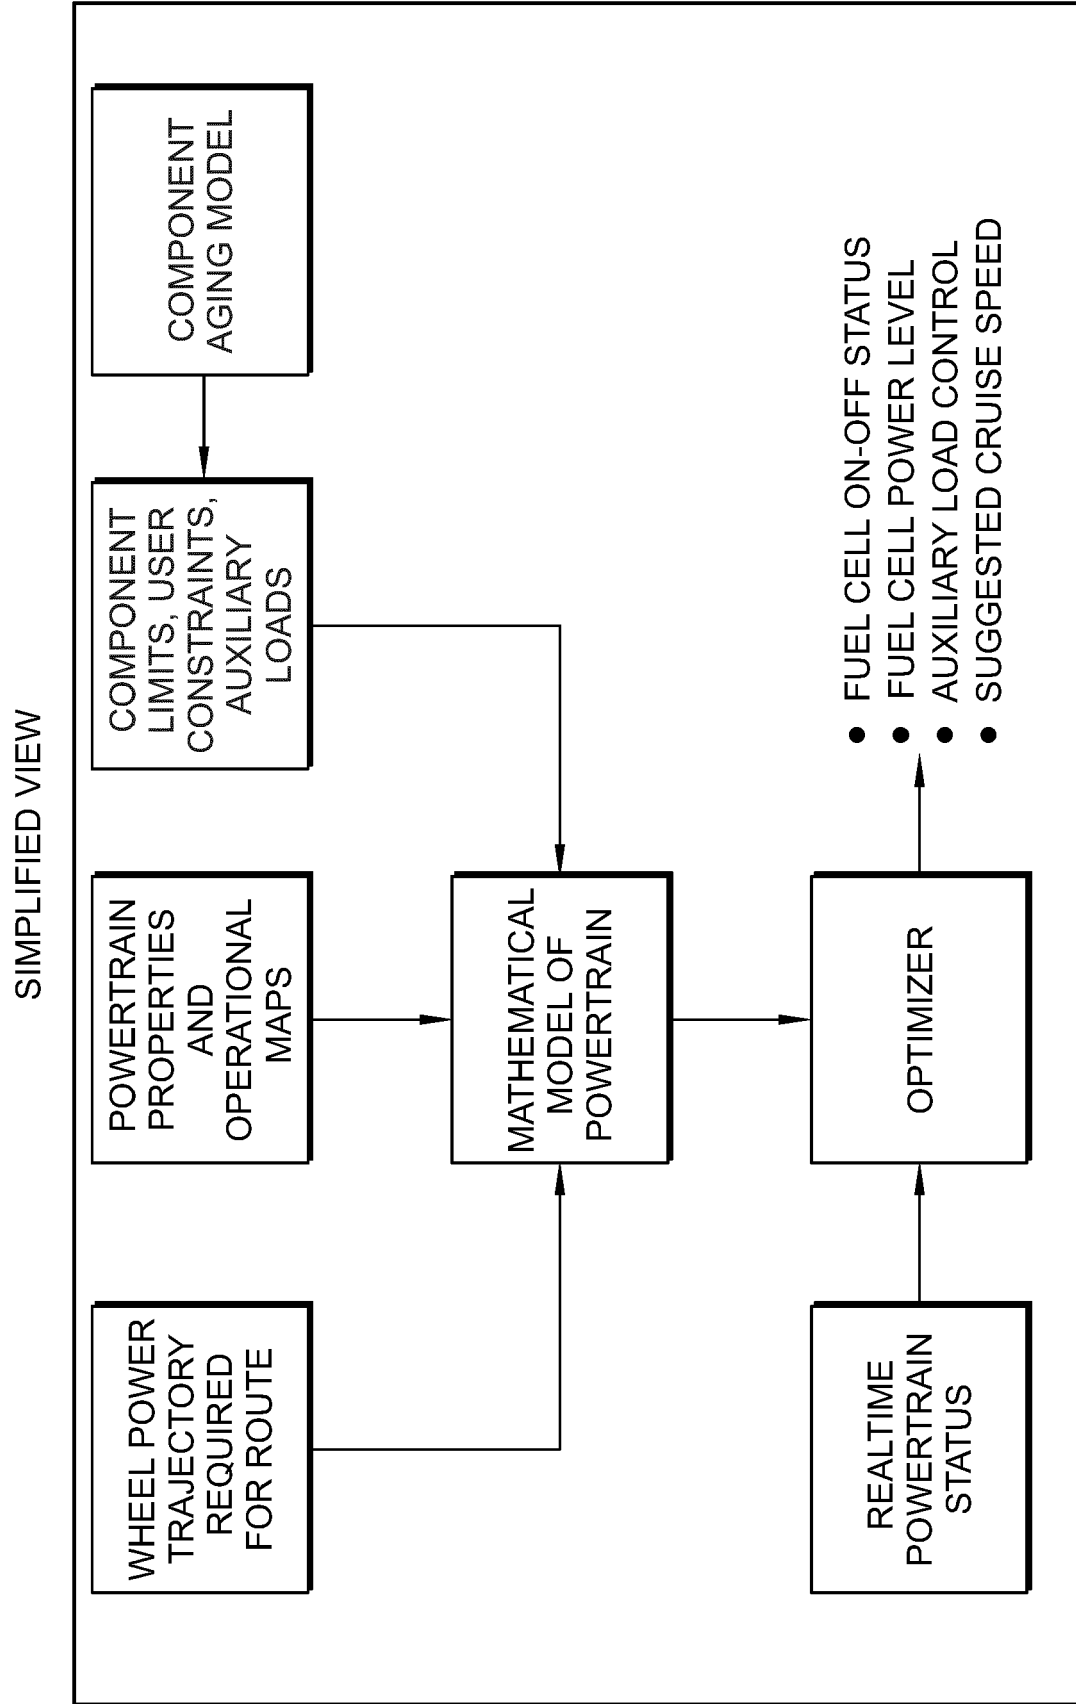 SIMPLIFIED VIEW
WHEEL POWER
TRAJECTORY
REQUIRED
FOR ROUTE
POWERTRAIN
PROPERTIES
AND
OPERATIONAL
MAPS
COMPONENT
LIMITS, USER
CONSTRAINTS,
AUXILIARY
LOADS
COMPONENT
AGING MODEL
MATHEMATICAL
MODEL OF
POWERTRAIN
REALTIME
POWERTRAIN
STATUS
OPTIMIZER
● FUEL CELL ON-OFF STATUS
● FUEL CELL POWER LEVEL
● AUXILIARY LOAD CONTROL
● SUGGESTED CRUISE SPEED